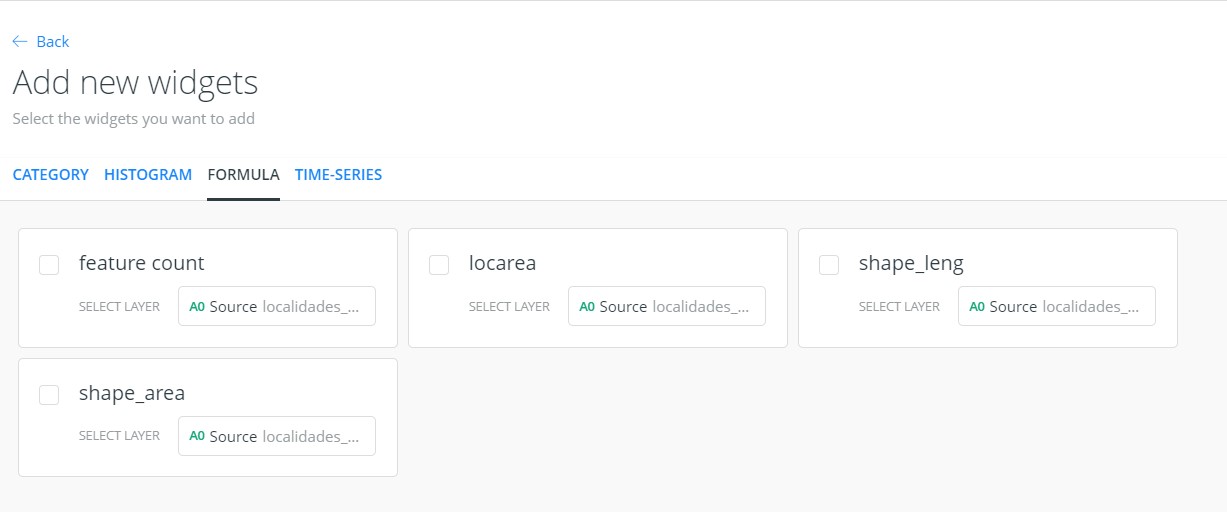 Back
Add new widgets
Select the widgets you want to add
CATEGORY HISTOGRAM FORMULA TIME-SERIES
feature count
SELECT LAYER A0 Source localidades_...
locarea
SELECT LAYER A0 Source localidades_...
shape_leng
SELECT LAYER A0 Source localidades_...
shape_area
SELECT LAYER A0 Source localidades_...